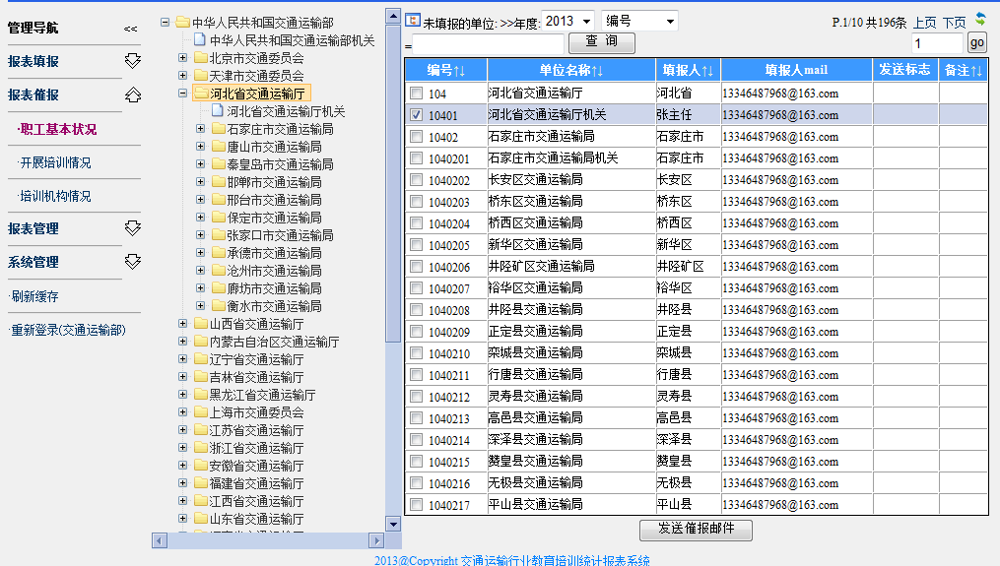 管理导航 <<
报表填报
报表催报
·职工基本状况
·开展培训情况
·培训机构情况
报表管理
系统管理
·刷新缓存
·重新登录(交通运输部)
中华人民共和国交通运输部
中华人民共和国交通运输部机关
北京市交通委员会
天津市交通委员会
河北省交通运输厅
河北省交通运输厅机关
石家庄市交通运输局
唐山市交通运输局
秦皇岛市交通运输局
邯郸市交通运输局
邢台市交通运输局
保定市交通运输局
张家口市交通运输局
承德市交通运输局
沧州市交通运输局
廊坊市交通运输局
衡水市交通运输局
山西省交通运输厅
内蒙古自治区交通运输厅
辽宁省交通运输厅
吉林省交通运输厅
黑龙江省交通运输厅
上海市交通委员会
江苏省交通运输厅
浙江省交通运输厅
安徽省交通运输厅
福建省交通运输厅
江西省交通运输厅
山东省交通运输厅
未填报的单位: >>年度: 2013 编号 P.1/10 共196条 上页 下页
= 查 询 1 go
编号↑↓ 单位名称↑↓ 填报人↑↓ 填报人mail 发送标志 备注↑↓
104 河北省交通运输厅 河北省 13346487968@163.com
10401 河北省交通运输厅机关 张主任 13346487968@163.com
10402 石家庄市交通运输局 石家庄市 13346487968@163.com
1040201 石家庄市交通运输局机关 石家庄市 13346487968@163.com
1040202 长安区交通运输局 长安区 13346487968@163.com
1040203 桥东区交通运输局 桥东区 13346487968@163.com
1040204 桥西区交通运输局 桥西区 13346487968@163.com
1040205 新华区交通运输局 新华区 13346487968@163.com
1040206 井陉矿区交通运输局 井陉矿区 13346487968@163.com
1040207 裕华区交通运输局 裕华区 13346487968@163.com
1040208 井陉县交通运输局 井陉县 13346487968@163.com
1040209 正定县交通运输局 正定县 13346487968@163.com
1040210 栾城县交通运输局 栾城县 13346487968@163.com
1040211 行唐县交通运输局 行唐县 13346487968@163.com
1040212 灵寿县交通运输局 灵寿县 13346487968@163.com
1040213 高邑县交通运输局 高邑县 13346487968@163.com
1040214 深泽县交通运输局 深泽县 13346487968@163.com
1040215 赞皇县交通运输局 赞皇县 13346487968@163.com
1040216 无极县交通运输局 无极县 13346487968@163.com
1040217 平山县交通运输局 平山县 13346487968@163.com
发送催报邮件
2013@Copyright 交通运输行业教育培训统计报表系统